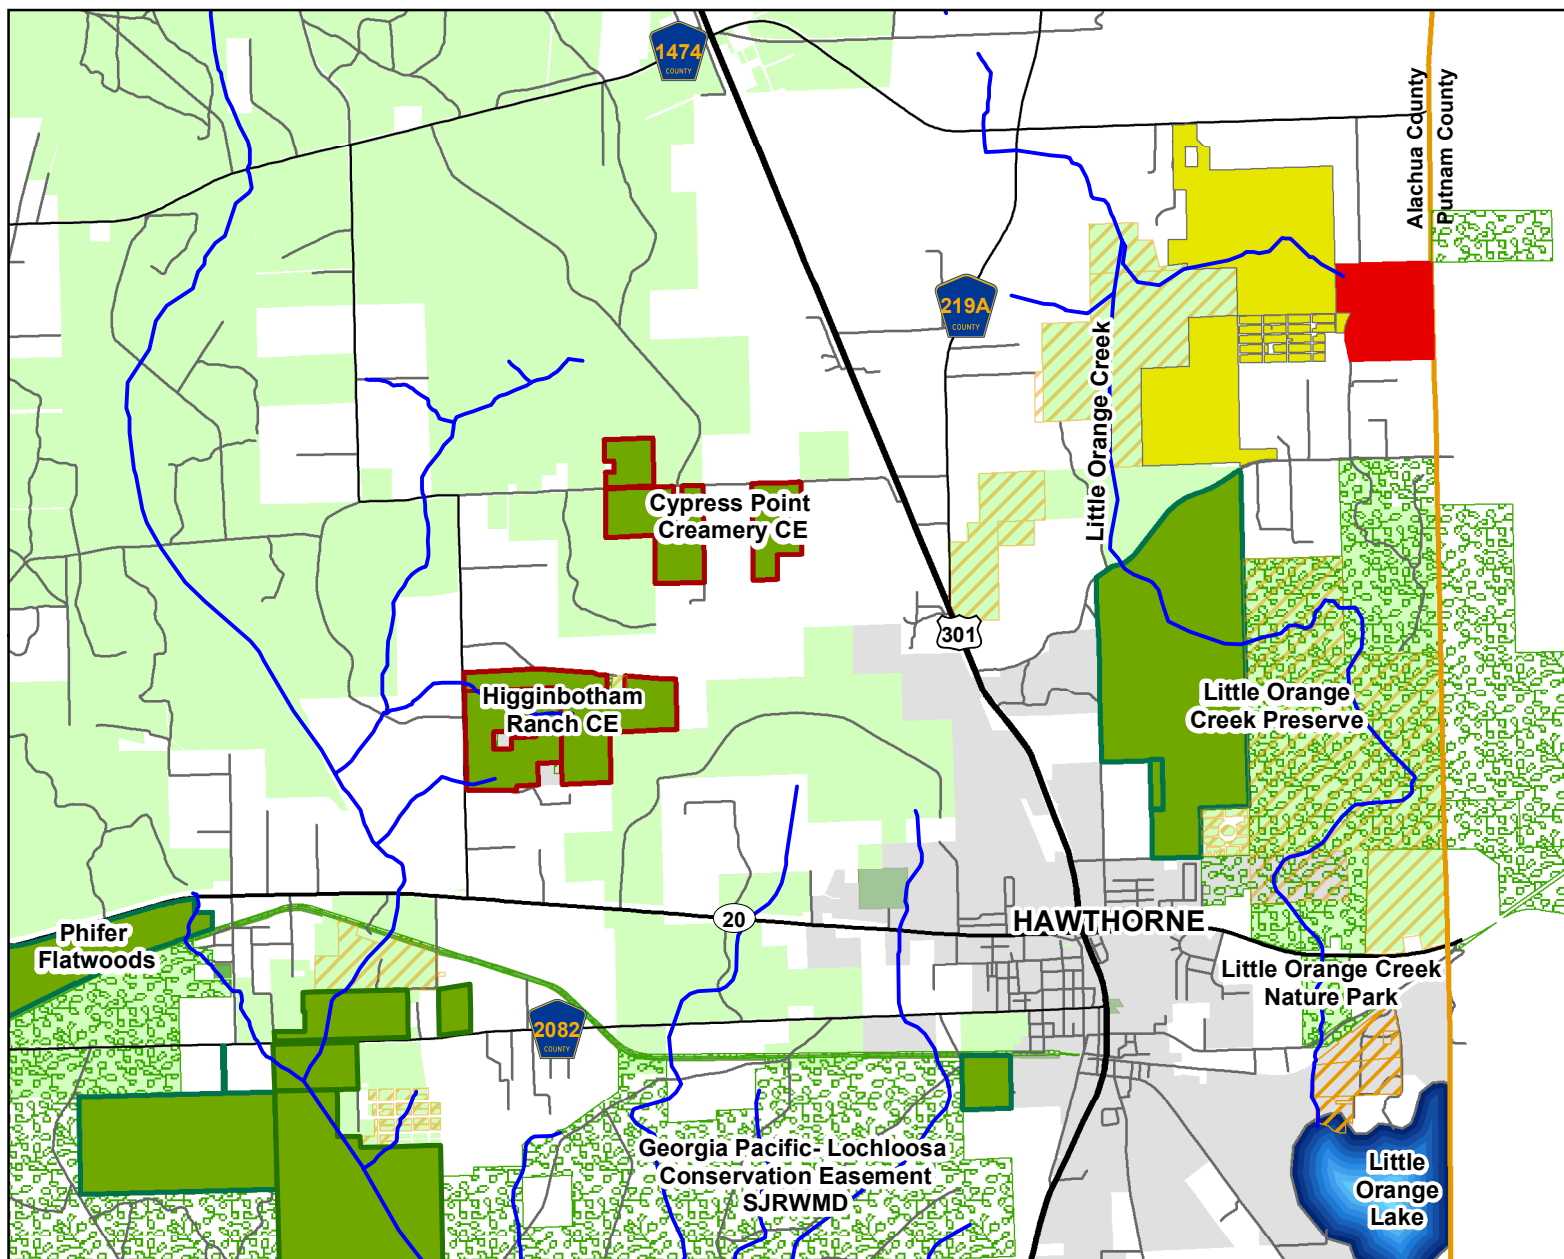 1474
COUNTY
Alachua County
Putnam County
219A
COUNTY
Little Orange Creek
Cypress Point
Creamery CE
301
Higginbotham
Ranch CE
Little Orange
Creek Preserve
20
HAWTHORNE
Phifer
Flatwoods
Little Orange Creek
Nature Park
2082
COUNTY
Georgia Pacific- Lochloosa
Conservation Easement
SJRWMD
Little
Orange
Lake